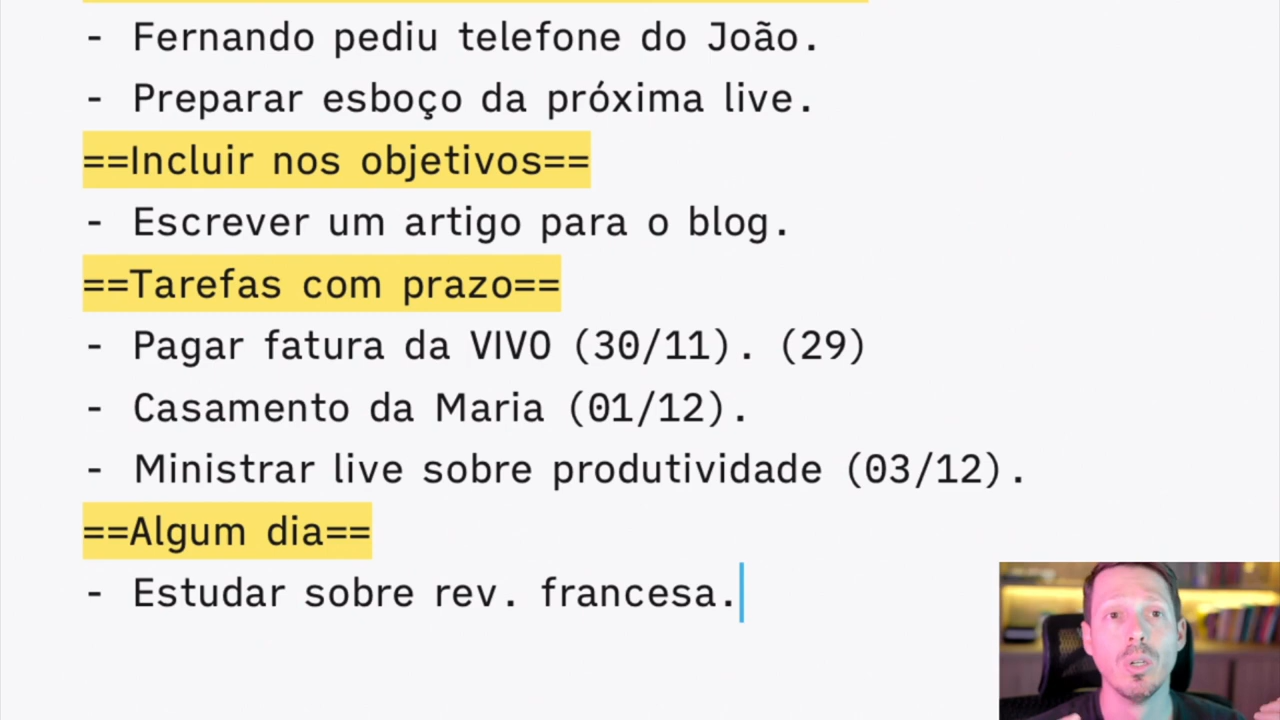 - Fernando pediu telefone do João.
- Preparar esboço da próxima live.
==Incluir nos objetivos==
- Escrever um artigo para o blog.
==Tarefas com prazo==
- Pagar fatura da VIVO (30/11). (29)
- Casamento da Maria (01/12).
- Ministrar live sobre produtividade (03/12).
==Algum dia==
- Estudar sobre rev. francesa.